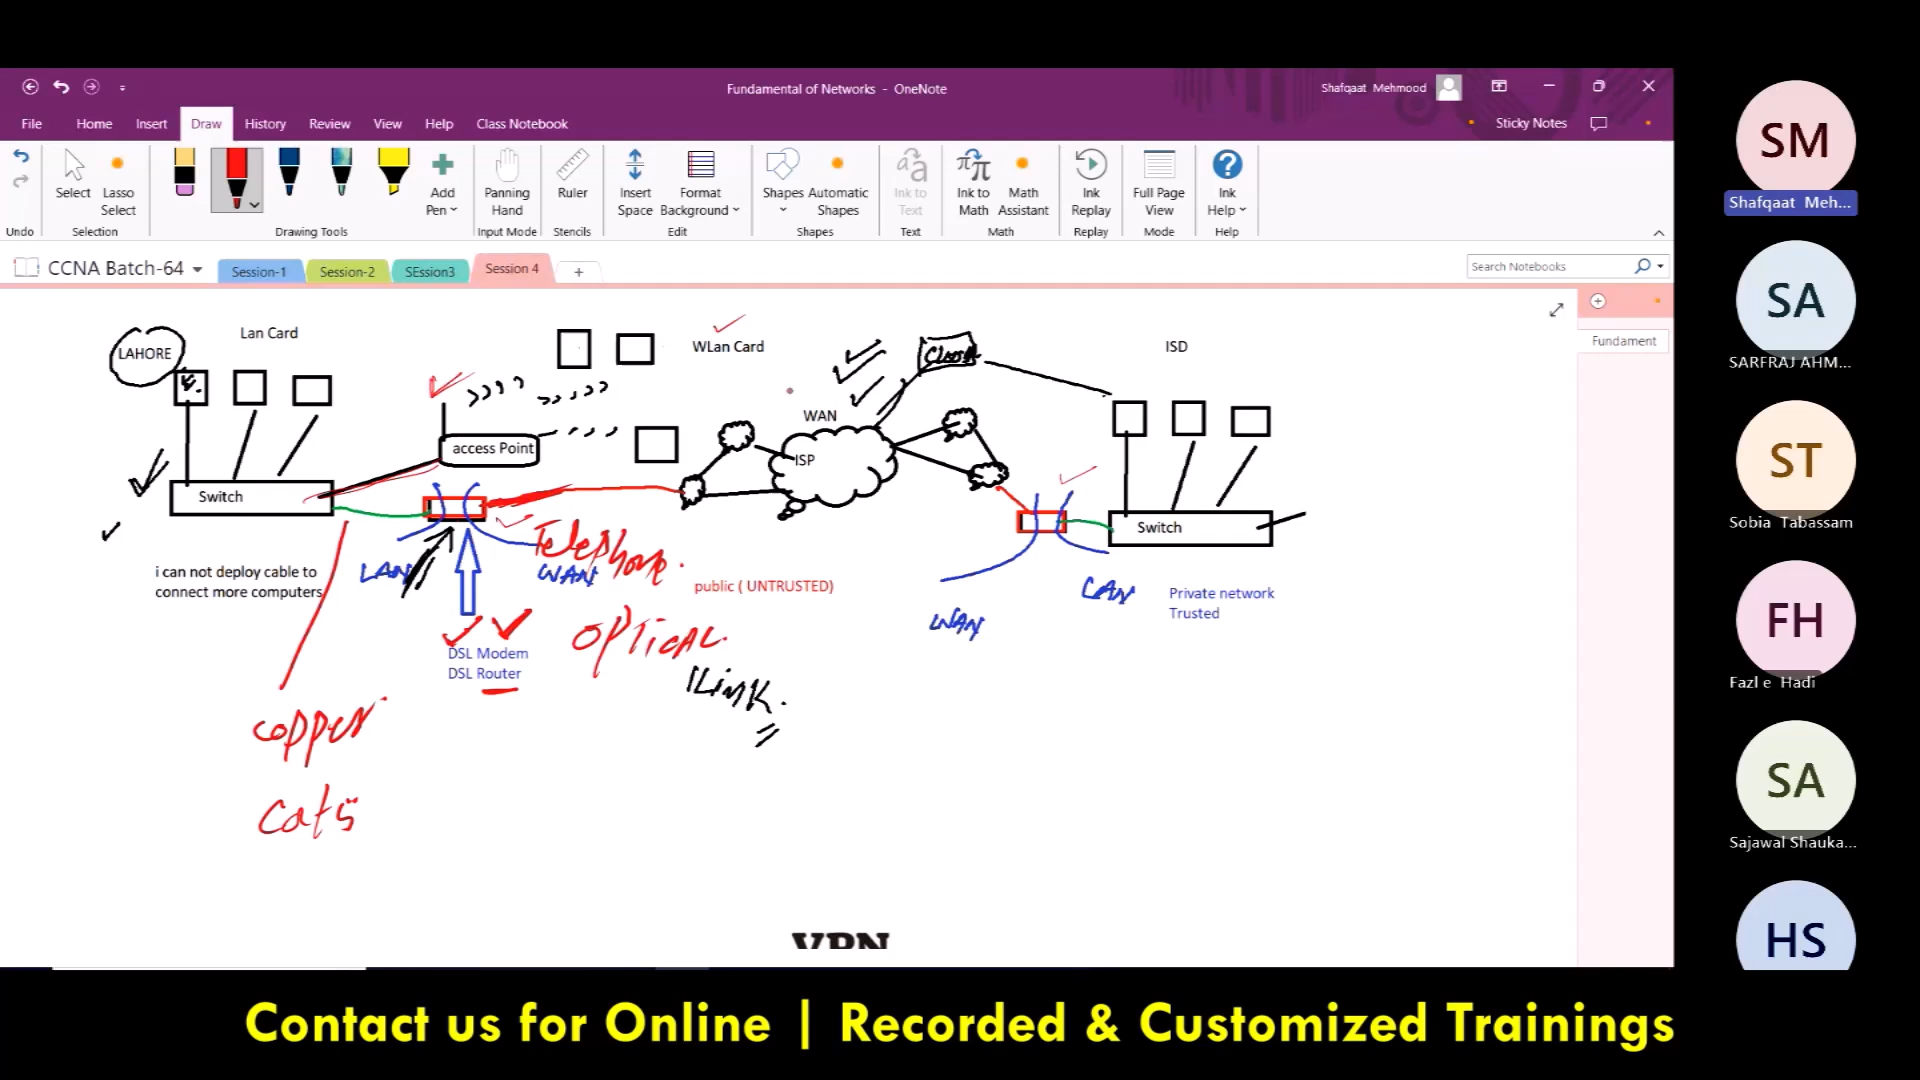 Fundamental of Networks - OneNote
Shafqaat Mehmood
File Home Insert Draw History Review View Help Class Notebook
Sticky Notes
Select
Lasso Select
Add Pen
Panning Hand
Ruler
Insert Space
Format Background
Shapes
Automatic Shapes
Ink to Text
Ink to Math
Math Assistant
Ink Replay
Full Page View
Ink Help
Undo
Selection
Drawing Tools
Input Mode
Stencils
Edit
Shapes
Text
Math
Replay
Mode
Help
CCNA Batch-64
Session-1
Session-2
SEssion3
Session 4
Search Notebooks
Fundament
LAHORE
Lan Card
WLan Card
ISD
WAN
access Point
ISP
Switch
Switch
Telephone.
LAN
WAN
i can not deploy cable to
connect more computers
public ( UNTRUSTED)
WAN
LAN
Private network
Trusted
OPTICAL
DSL Modem
DSL Router
Link.
copper
Cat5
VPN
SM
Shafqaat Meh...
SA
SARFRAJ AHM...
ST
Sobia Tabassam
FH
Fazl e Hadi
SA
Sajawal Shauka...
HS
Contact us for Online | Recorded & Customized Trainings